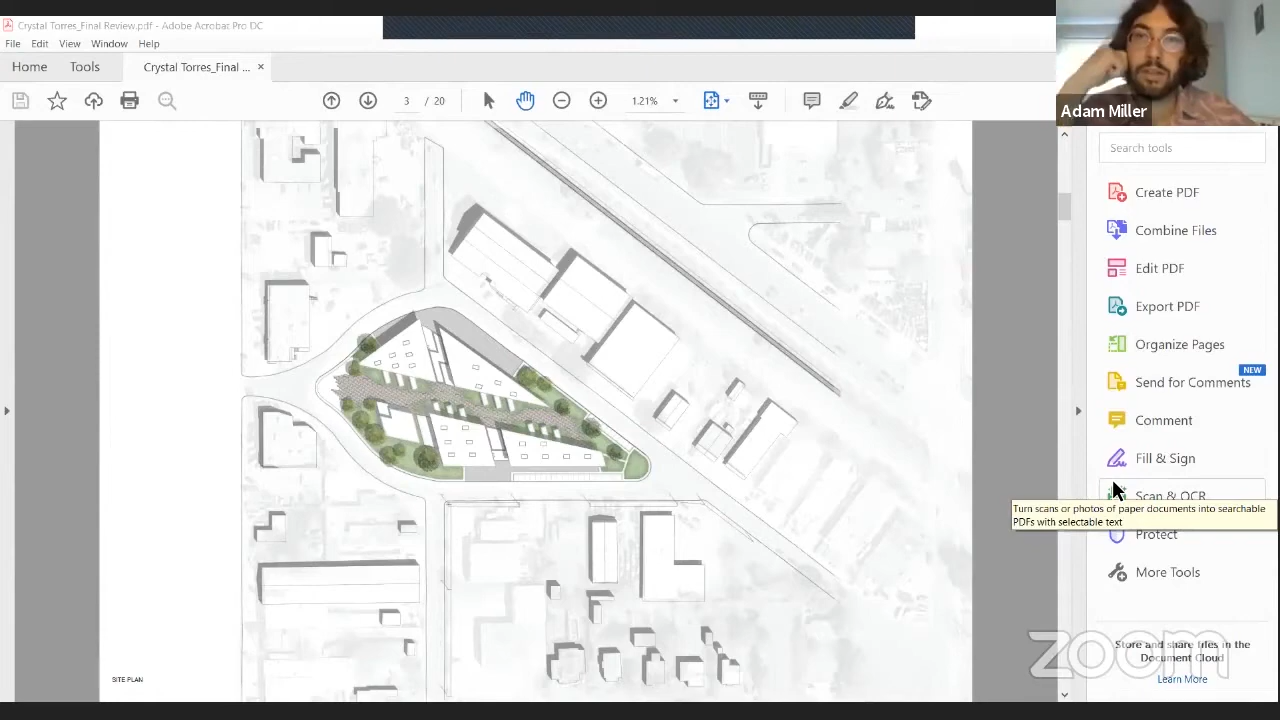 Crystal Torres_Final Review.pdf - Adobe Acrobat Pro DC
File Edit View Window Help
Home Tools Crystal Torres_Final ... ×
3 / 20 1.21%
Adam Miller
Search tools
Create PDF
Combine Files
Edit PDF
Export PDF
Organize Pages
NEW
Send for Comments
Comment
Fill & Sign
Scan & OCR
Turn scans or photos of paper documents into searchable
PDFs with selectable text
Protect
More Tools
Store and share files in the
Document Cloud
Learn More
zoom
SITE PLAN